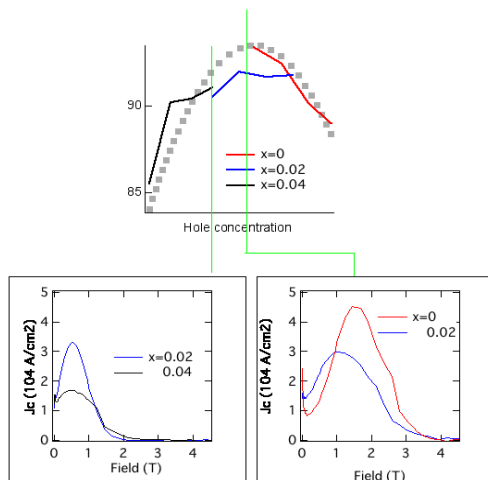 90
85
x=0
x=0.02
x=0.04
Hole concentration
5
4
3
2
1
0
0 1 2 3 4
Jc (104 A/cm2)
Field (T)
x=0.02
0.04
5
4
3
2
1
0
0 1 2 3 4
Jc (104 A/cm2)
Field (T)
x=0
0.02